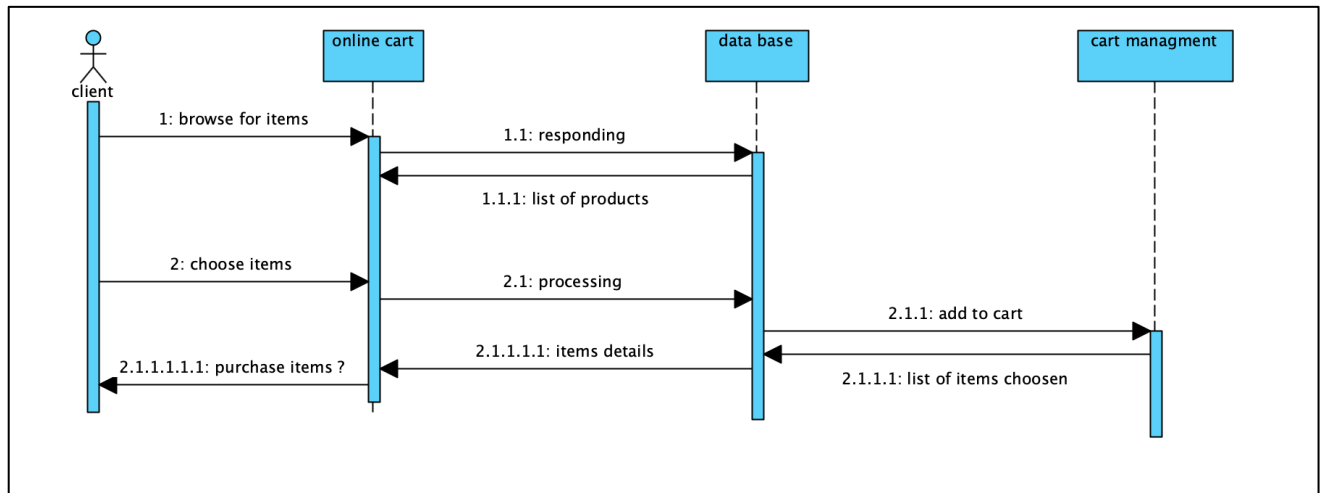 online cart
data base
cart managment
client
1: browse for items
1.1: responding
1.1.1: list of products
2: choose items
2.1: processing
2.1.1: add to cart
2.1.1.1.1: items details
2.1.1.1.1.1: purchase items ?
2.1.1.1: list of items choosen